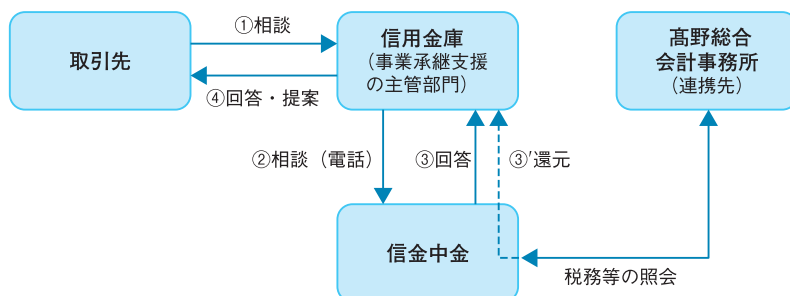 ①相談
取引先
④回答・提案
信用金庫
(事業承継支援
の主管部門)
髙野総合
会計事務所
(連携先)
②相談(電話)
③回答
③′還元
信金中金
税務等の照会